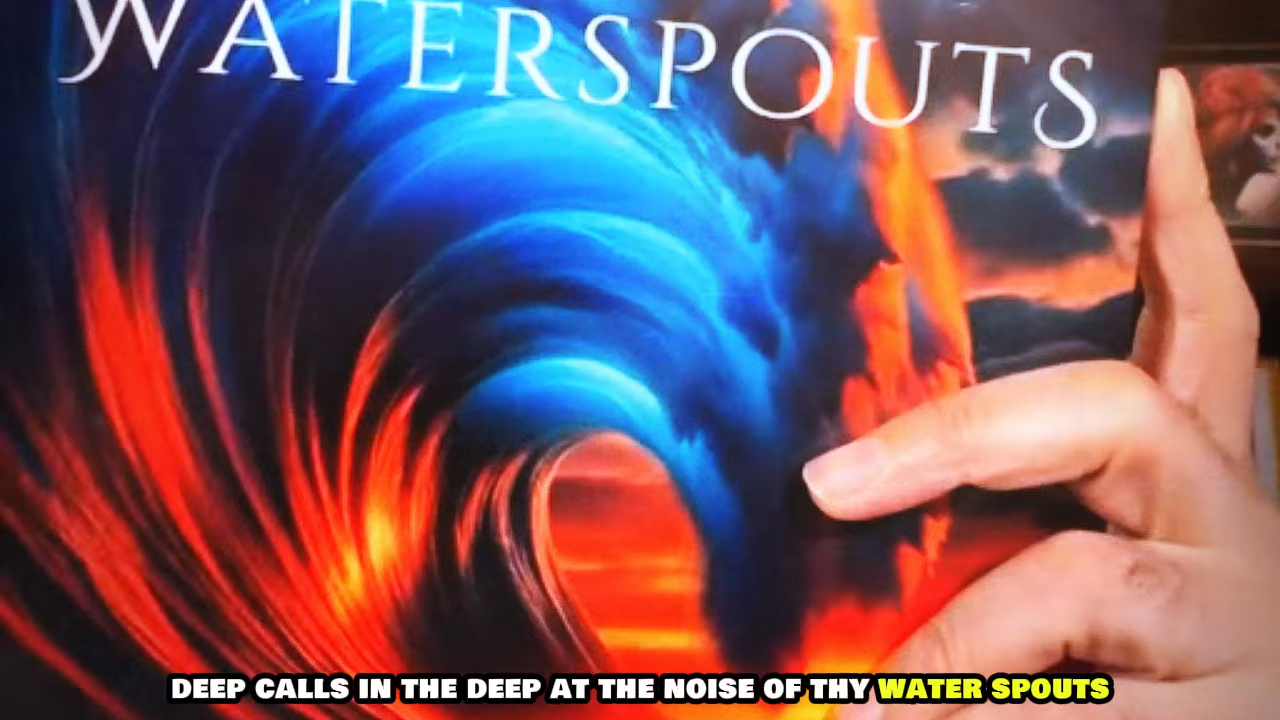 WATERSPOUTS
DEEP CALLS IN THE DEEP AT THE NOISE OF THY WATER SPOUTS